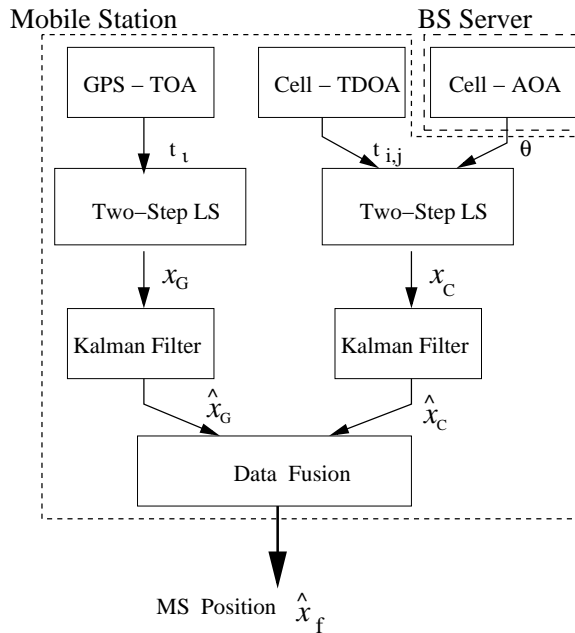 Mobile Station
BS Server
GPS – TOA
Cell – TDOA
Cell – AOA
t ι
t i,j
θ
Two–Step LS
Two–Step LS
x G
x C
Kalman Filter
Kalman Filter
x̂ G
x̂ C
Data Fusion
MS Position x̂ f